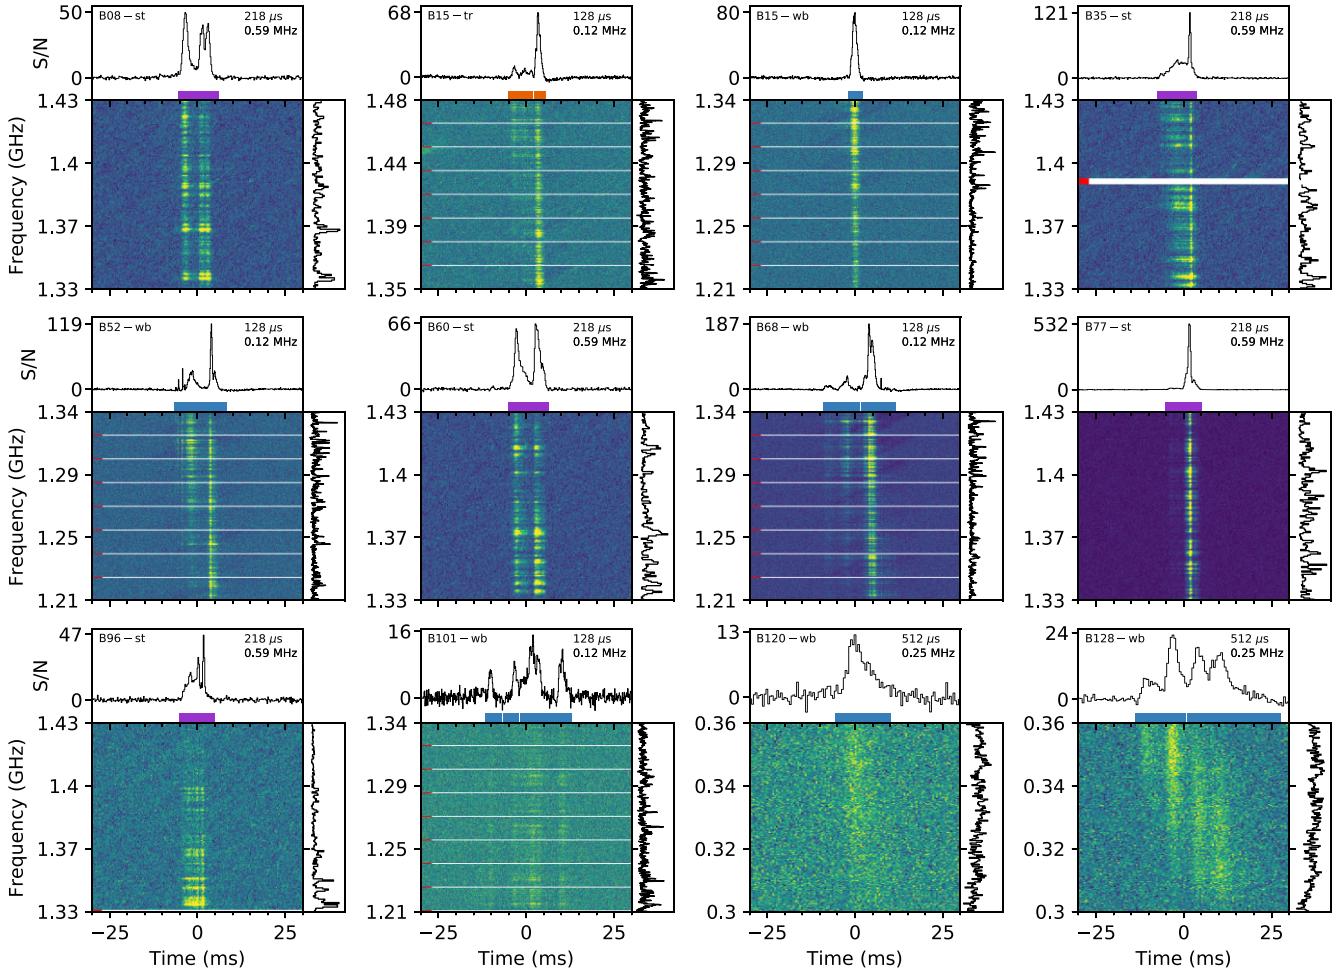 50
0
S/N
B08−st
218 μs
0.59 MHz
68
0
B15−tr
128 μs
0.12 MHz
80
0
B15−wb
128 μs
0.12 MHz
121
0
B35−st
218 μs
0.59 MHz
Frequency (GHz)
1.43
1.4
1.37
1.33
1.48
1.44
1.39
1.35
1.34
1.29
1.25
1.21
1.43
1.4
1.37
1.33
119
0
S/N
B52−wb
128 μs
0.12 MHz
66
0
B60−st
218 μs
0.59 MHz
187
0
B68−wb
128 μs
0.12 MHz
532
0
B77−st
218 μs
0.59 MHz
Frequency (GHz)
1.34
1.29
1.25
1.21
1.43
1.4
1.37
1.33
1.34
1.29
1.25
1.21
1.43
1.4
1.37
1.33
47
0
S/N
B96−st
218 μs
0.59 MHz
16
0
B101−wb
128 μs
0.12 MHz
13
0
B120−wb
512 μs
0.25 MHz
24
0
B128−wb
512 μs
0.25 MHz
Frequency (GHz)
1.43
1.4
1.37
1.33
1.34
1.29
1.25
1.21
0.36
0.34
0.32
0.3
0.36
0.34
0.32
0.3
−25 0 25
−25 0 25
−25 0 25
−25 0 25
Time (ms)
Time (ms)
Time (ms)
Time (ms)